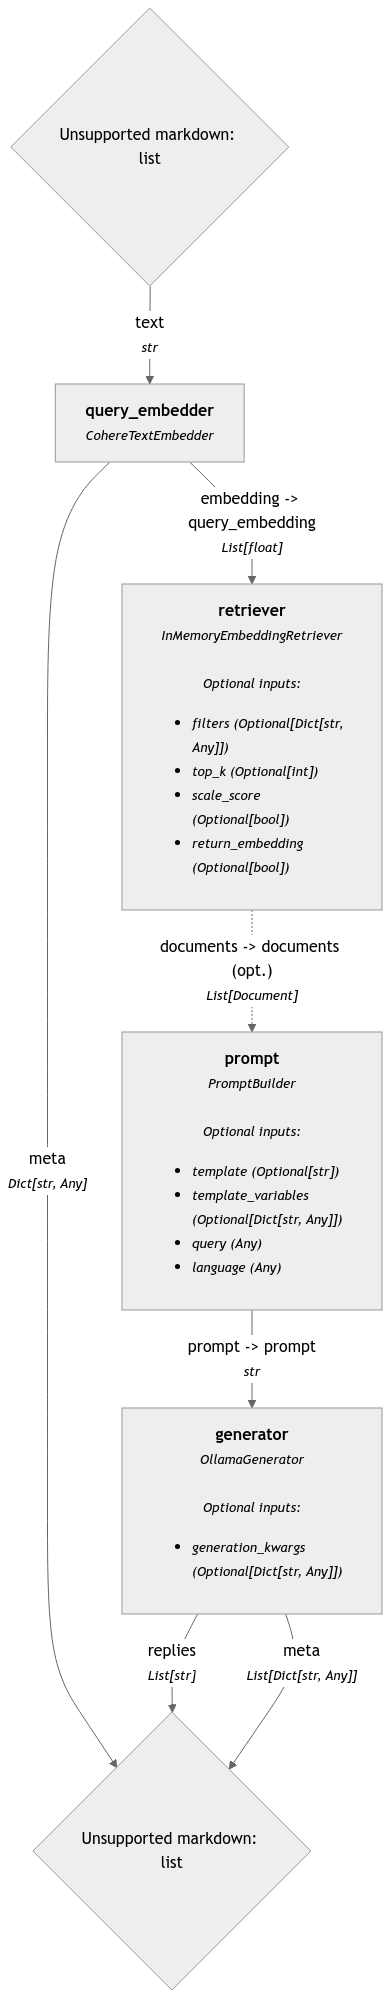 Unsupported markdown:
list
text
str
query_embedder
CohereTextEmbedder
embedding ->
query_embedding
List[float]
retriever
InMemoryEmbeddingRetriever
Optional inputs:
• filters (Optional[Dict[str,
Any]])
• top_k (Optional[int])
• scale_score
(Optional[bool])
• return_embedding
(Optional[bool])
documents -> documents
(opt.)
List[Document]
prompt
PromptBuilder
Optional inputs:
• template (Optional[str])
• template_variables
(Optional[Dict[str, Any]])
• query (Any)
• language (Any)
meta
Dict[str, Any]
prompt -> prompt
str
generator
OllamaGenerator
Optional inputs:
• generation_kwargs
(Optional[Dict[str, Any]])
replies
List[str]
meta
List[Dict[str, Any]]
Unsupported markdown:
list